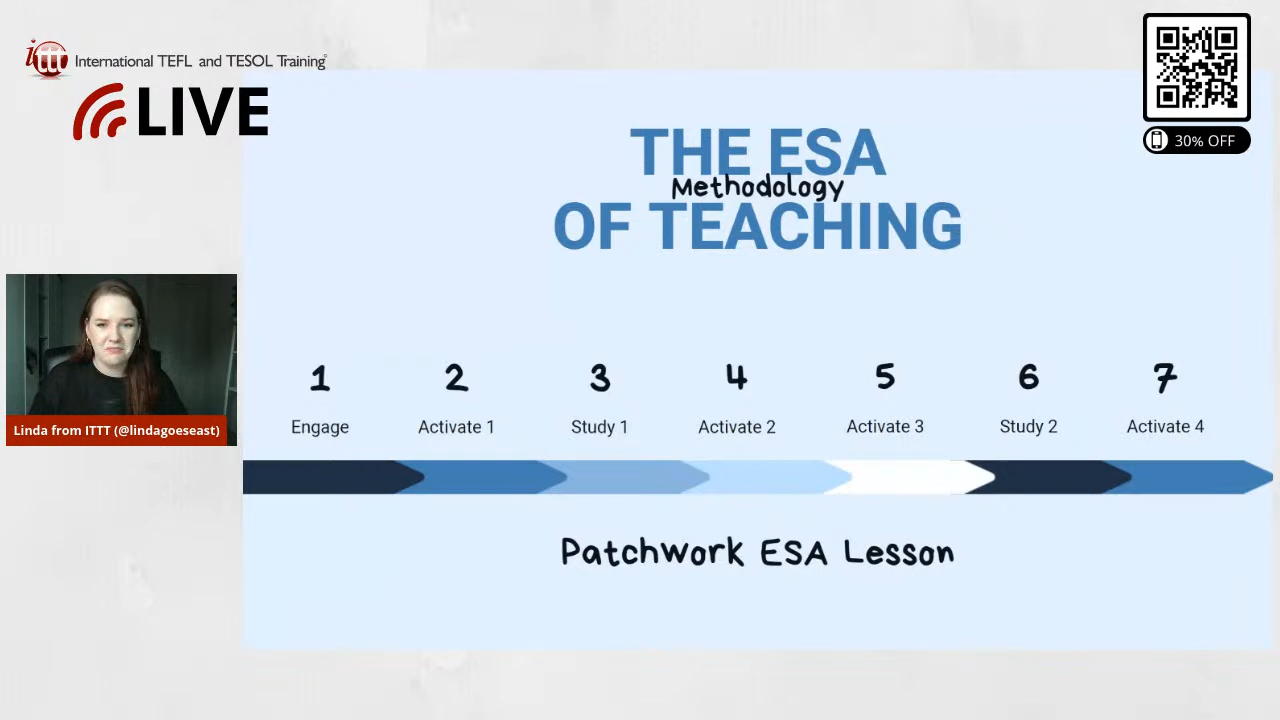 ittt International TEFL and TESOL Training
LIVE
30% OFF
THE ESA
Methodology
OF TEACHING
1 2 3 4 5 6 7
Engage Activate 1 Study 1 Activate 2 Activate 3 Study 2 Activate 4
Linda from ITTT (@lindagoeseast)
Patchwork ESA Lesson